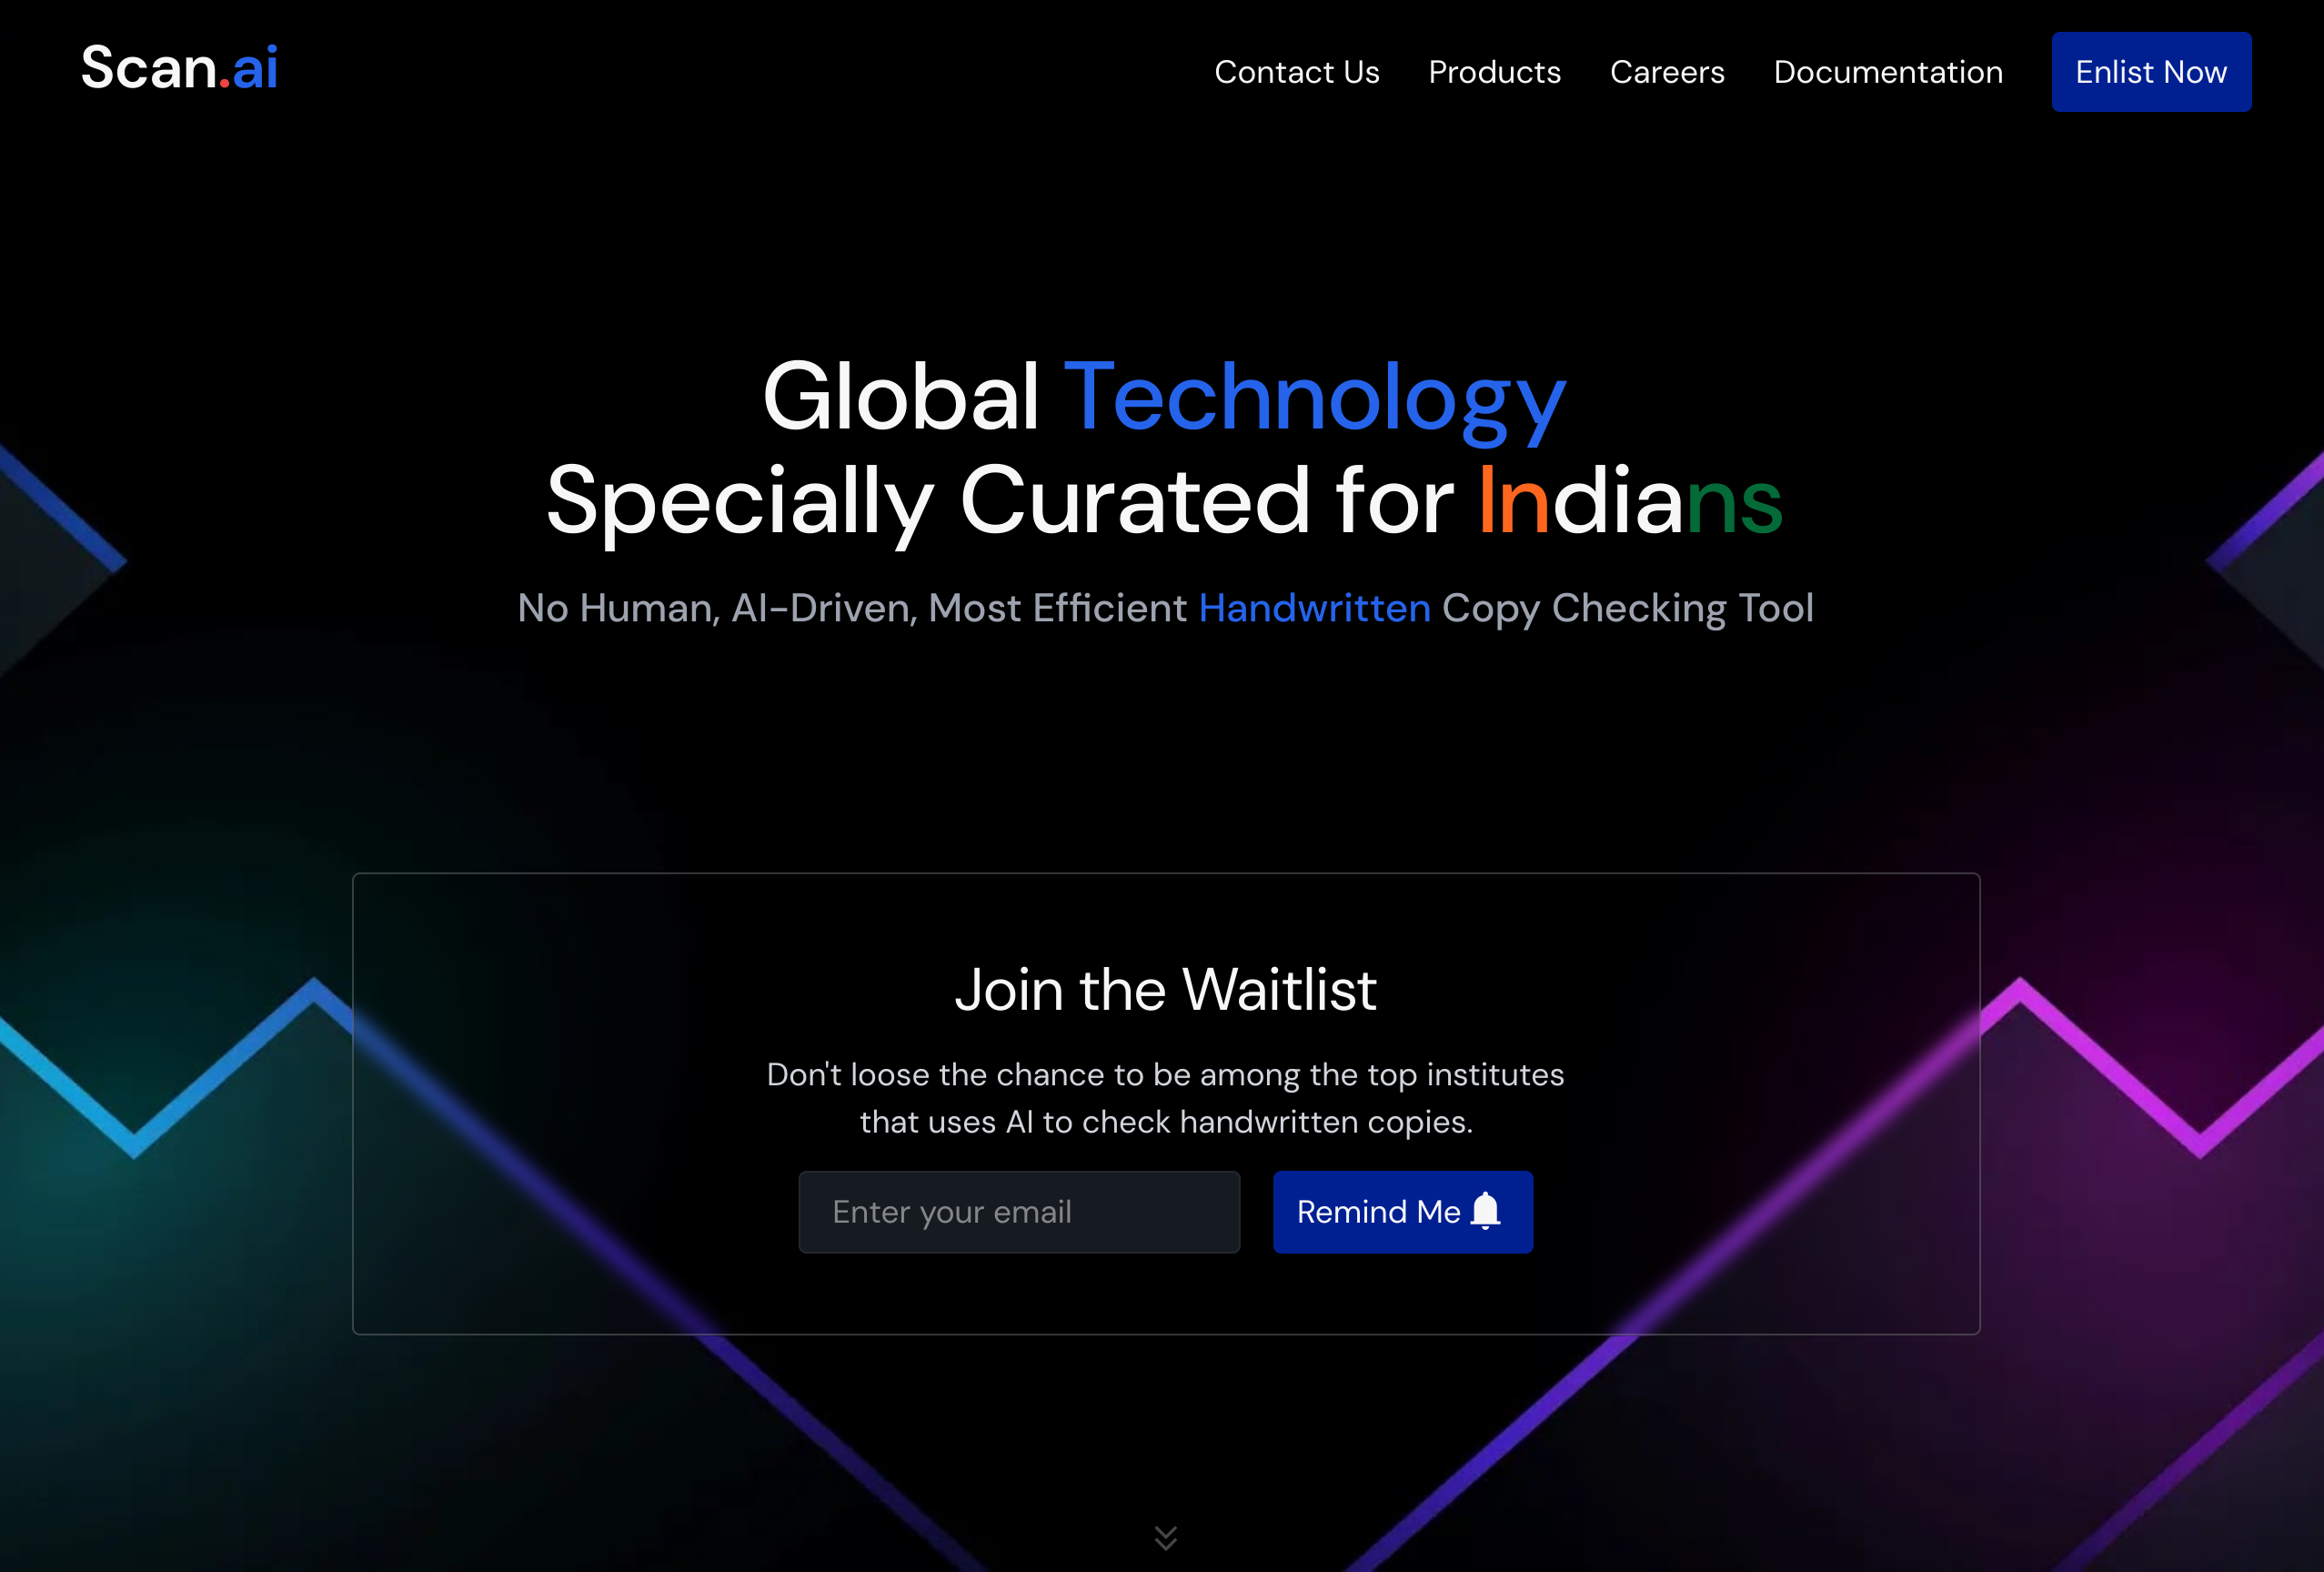 Scan.ai
Contact Us
Products
Careers
Documentation
Enlist Now
Global Technology
Specially Curated for Indians
No Human, AI-Driven, Most Efficient Handwritten Copy Checking Tool
Join the Waitlist
Don't loose the chance to be among the top institutes
that uses AI to check handwritten copies.
Enter your email
Remind Me